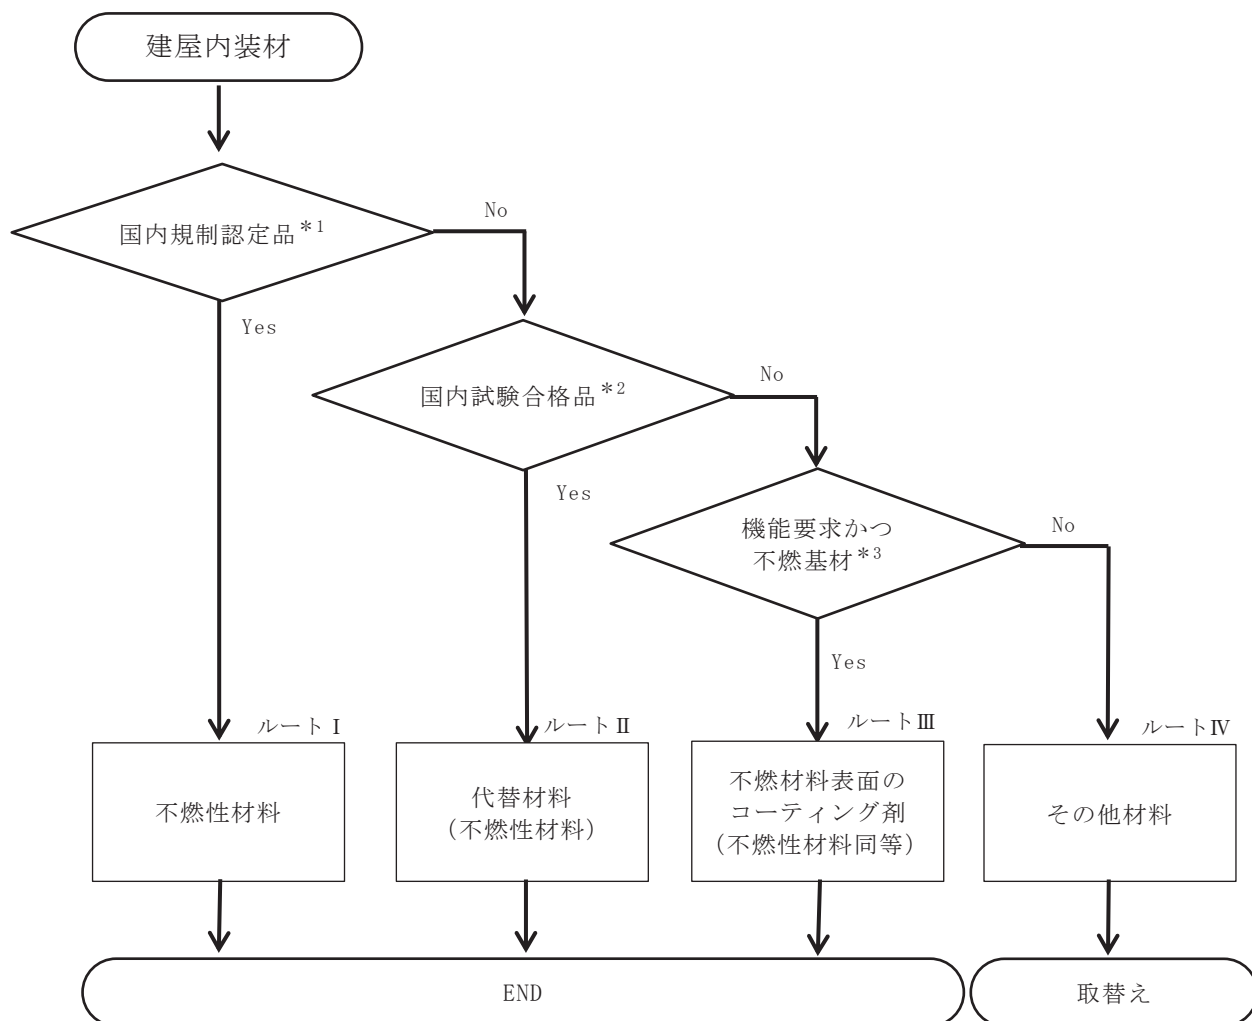 建屋内装材
国内規制認定品*1
No
Yes
国内試験合格品*2
No
Yes
機能要求かつ
不燃基材*3
No
Yes
ルートⅠ
不燃性材料
ルートⅡ
代替材料
（不燃性材料）
ルートⅢ
不燃材料表面の
コーティング剤
（不燃性材料同等）
ルートⅣ
その他材料
END
取替え